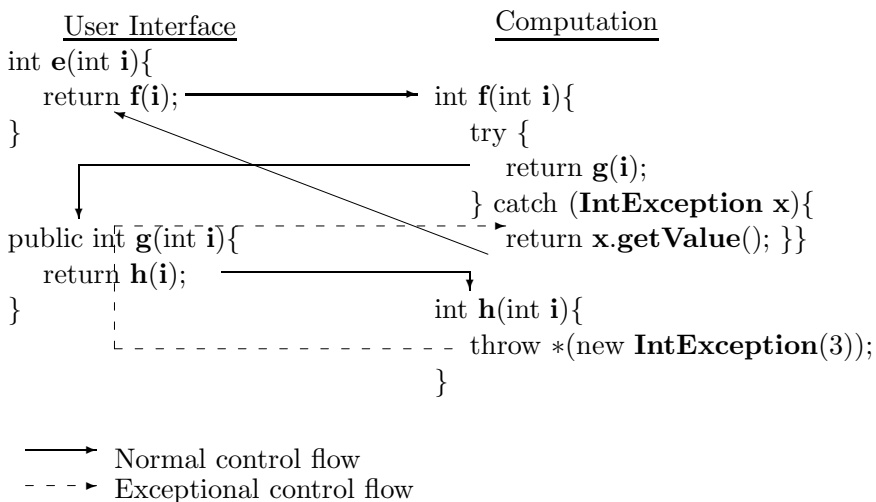 User Interface
int e(int i){
return f(i);
}
public int g(int i){
return h(i);
}
Computation
int f(int i){
try {
return g(i);
} catch (IntException x){
return x.getValue(); }}
int h(int i){
throw *(new IntException(3));
}
Normal control flow
Exceptional control flow